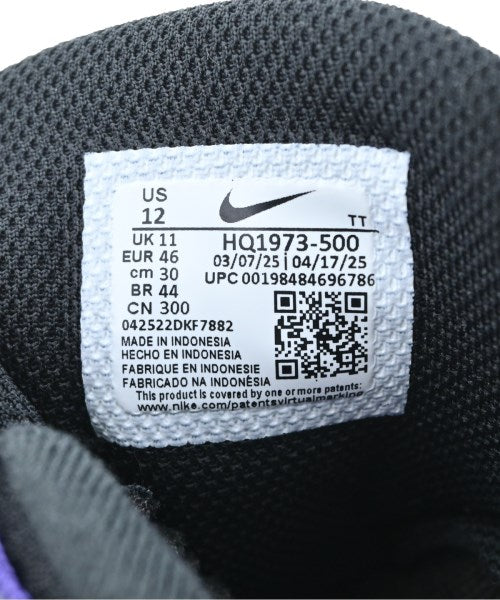 US
12
TT
UK 11
EUR 46
cm 30
BR 44
CN 300
HQ1973-500
03/07/25 | 04/17/25
UPC 00198484696786
042522DKF7882
MADE IN INDONESIA
HECHO EN INDONESIA
FABRIQUE EN INDONESIE
FABRICADO NA INDONÈSIA
This product is covered by one or more patents:
www.nike.com/patentsvirtualmarking